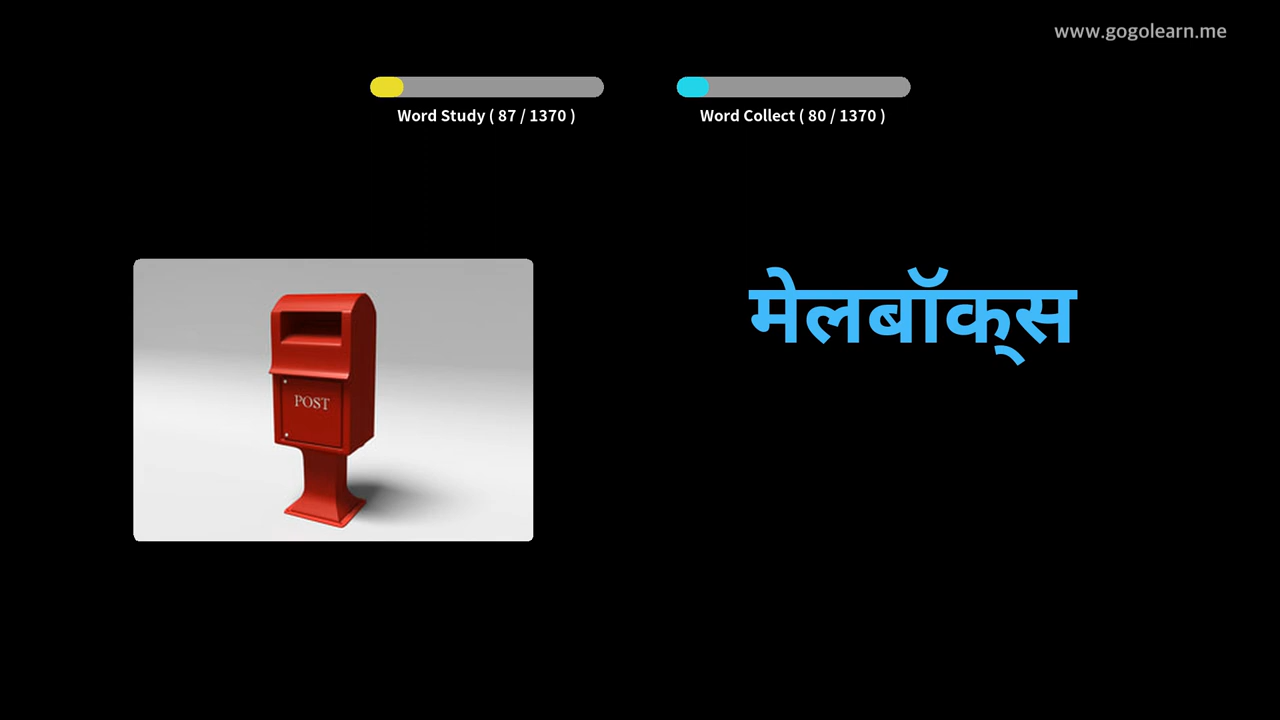 www.gogolearn.me
Word Study ( 87 / 1370 )
Word Collect ( 80 / 1370 )
मेलबॉक्‌स
POST